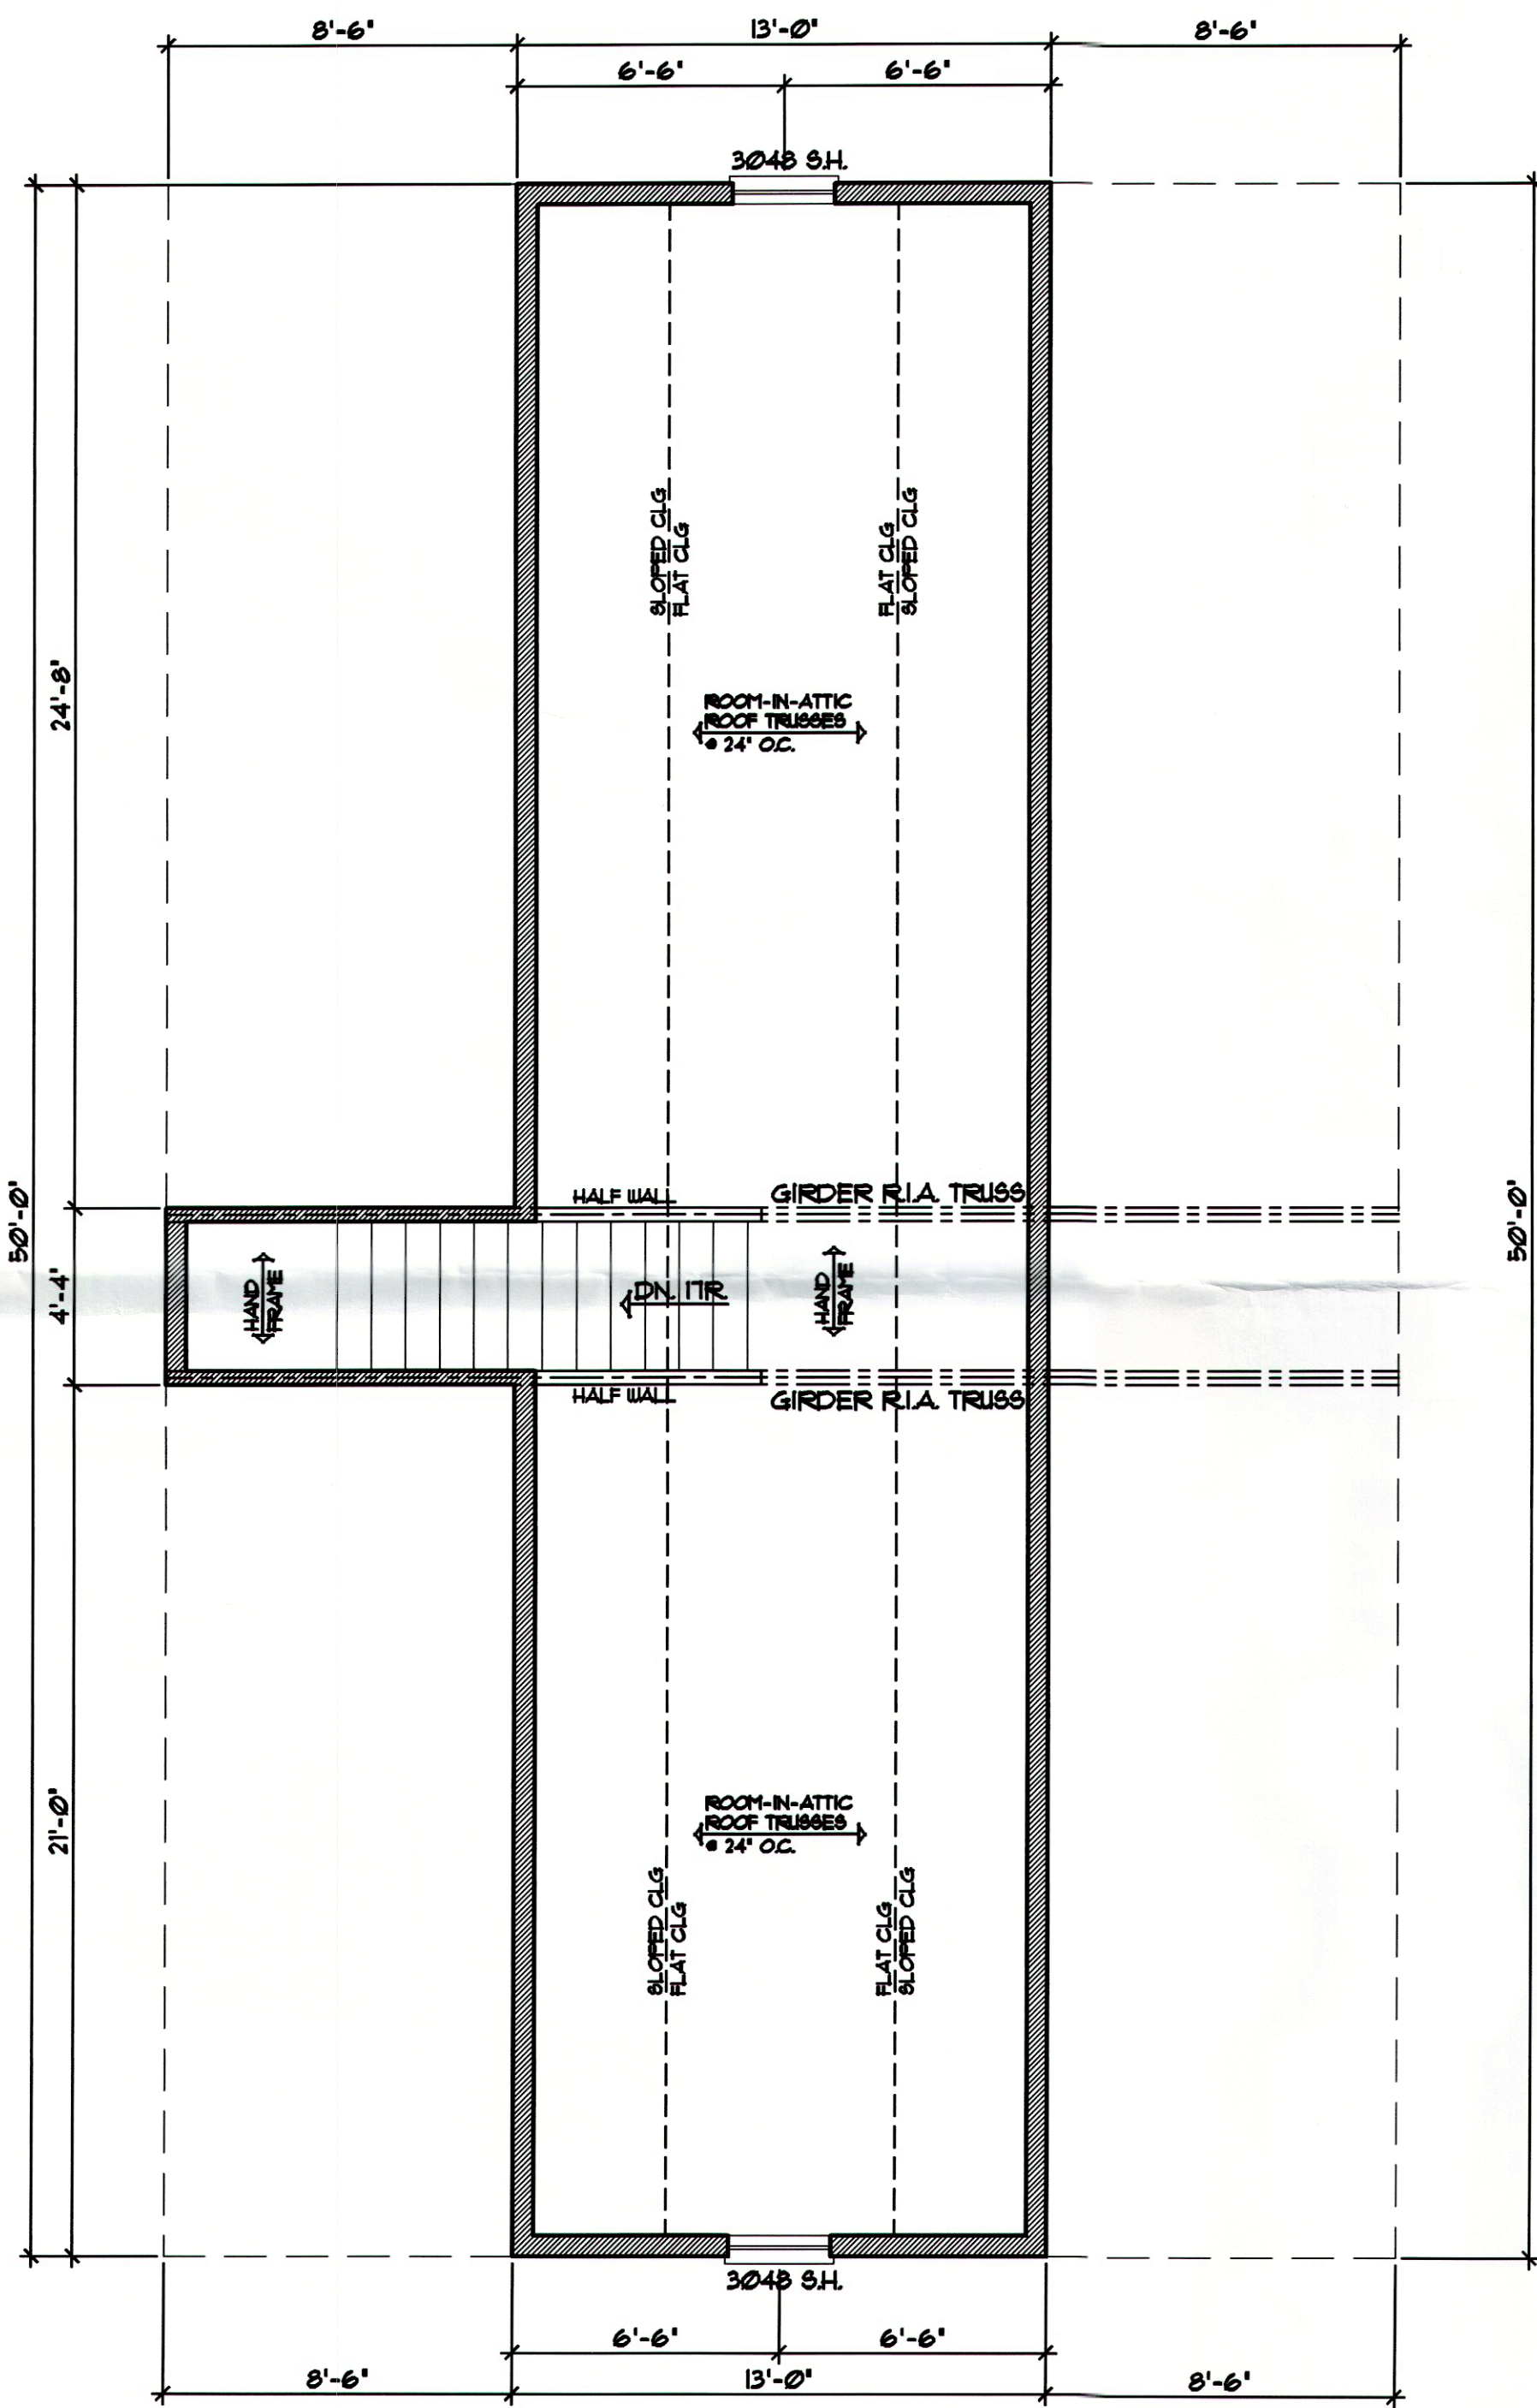 8'-6"
13'-0"
8'-6"
6'-6"
6'-6"
3048 S.H.
SLOPED CLG
FLAT CLG
FLAT CLG
SLOPED CLG
24'-8"
ROOM-IN-ATTIC
ROOF TRUSSES
@ 24" O.C.
50'-0"
HALF WALL
GIRDER R.I.A. TRUSS
50'-0"
4'-4"
HAND
FRAME
DN. 17R.
HAND
FRAME
HALF WALL
GIRDER R.I.A. TRUSS
21'-0"
ROOM-IN-ATTIC
ROOF TRUSSES
@ 24" O.C.
SLOPED CLG
FLAT CLG
FLAT CLG
SLOPED CLG
3048 S.H.
6'-6"
6'-6"
8'-6"
13'-0"
8'-6"